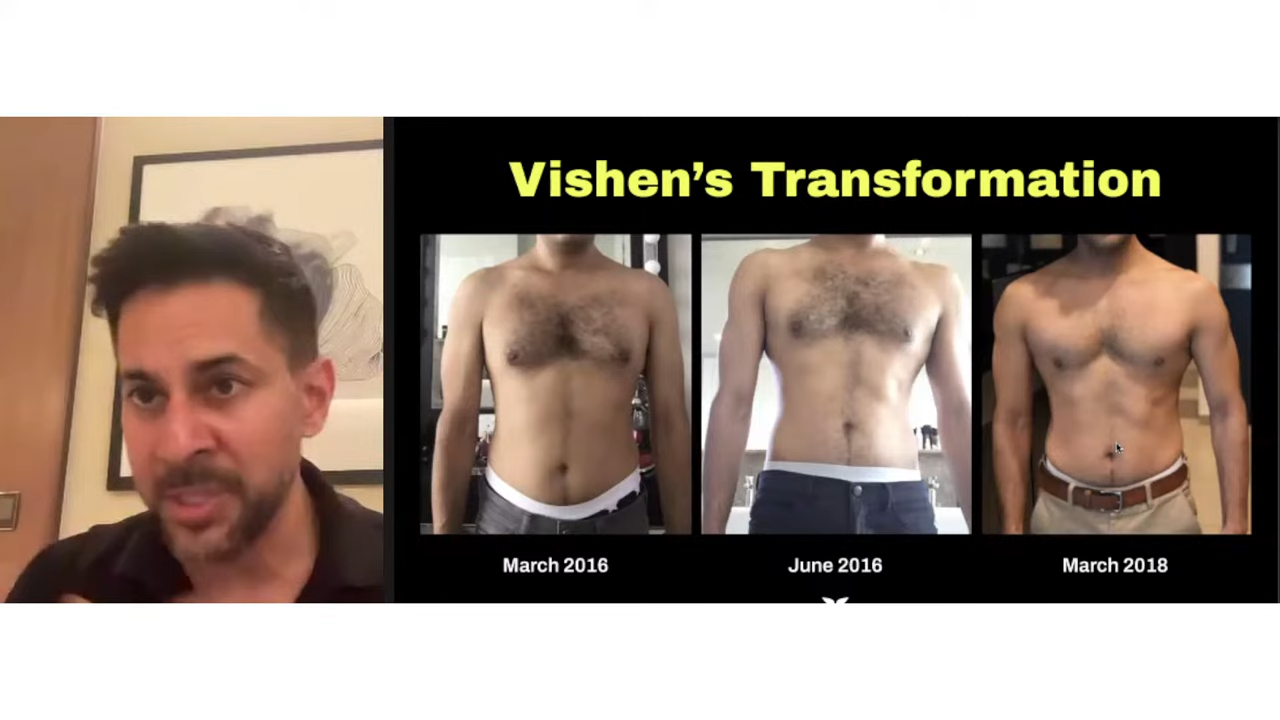 Vishen’s Transformation
March 2016
June 2016
March 2018